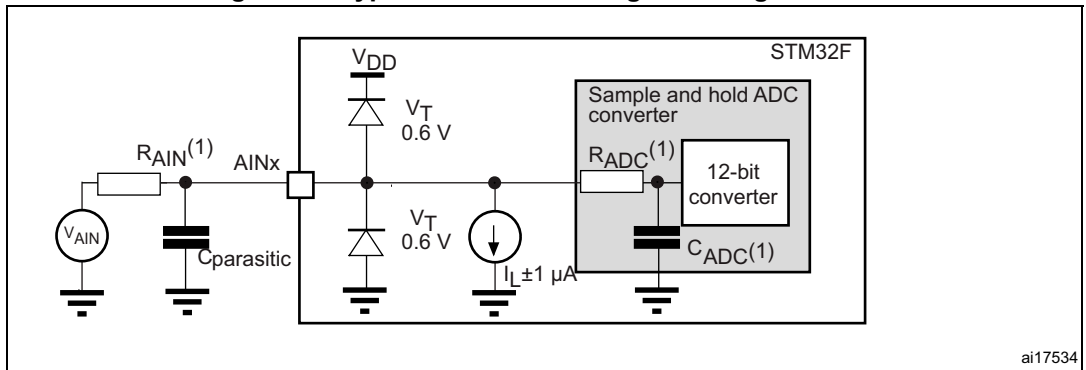 STM32F
VDD
Sample and hold ADC
converter
VT
0.6 V
RAIN(1)
AINx
RADC(1)
12-bit
converter
VAIN
Cparasitic
VT
0.6 V
IL±1 µA
CADC(1)
ai17534